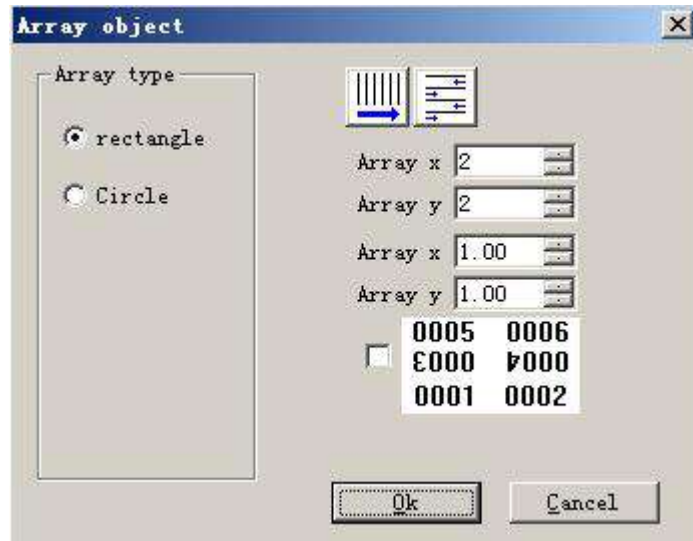 Array object
Array type
rectangle
Circle
Array x 2
Array y 2
Array x 1.00
Array y 1.00
0005 0006
0003 0004
0001 0002
Ok
Cancel